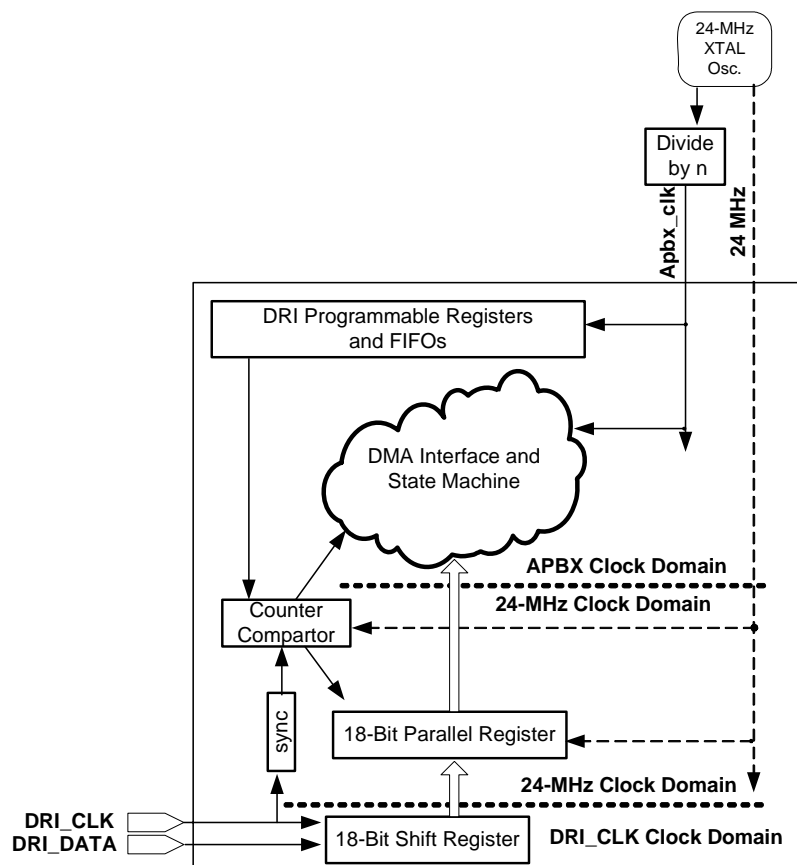 24-MHz
XTAL
Osc.
Divide
by n
Apbx_clk
24 MHz
DRI Programmable Registers
and FIFOs
DMA Interface and
State Machine
APBX Clock Domain
24-MHz Clock Domain
Counter
Compartor
sync
18-Bit Parallel Register
24-MHz Clock Domain
DRI_CLK
DRI_DATA
18-Bit Shift Register
DRI_CLK Clock Domain